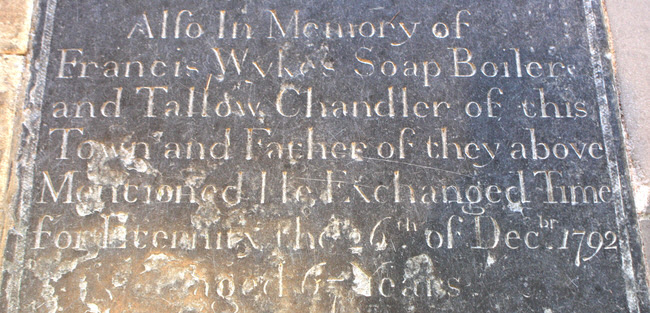 Alſo In Memory of
Francis Wykes Soap Boiler
and Tallow Chandler of this
Town and Father of they above
Mentioned He Exchanged Time
for Eternity the 26th of Decbr. 1792
Aged Years